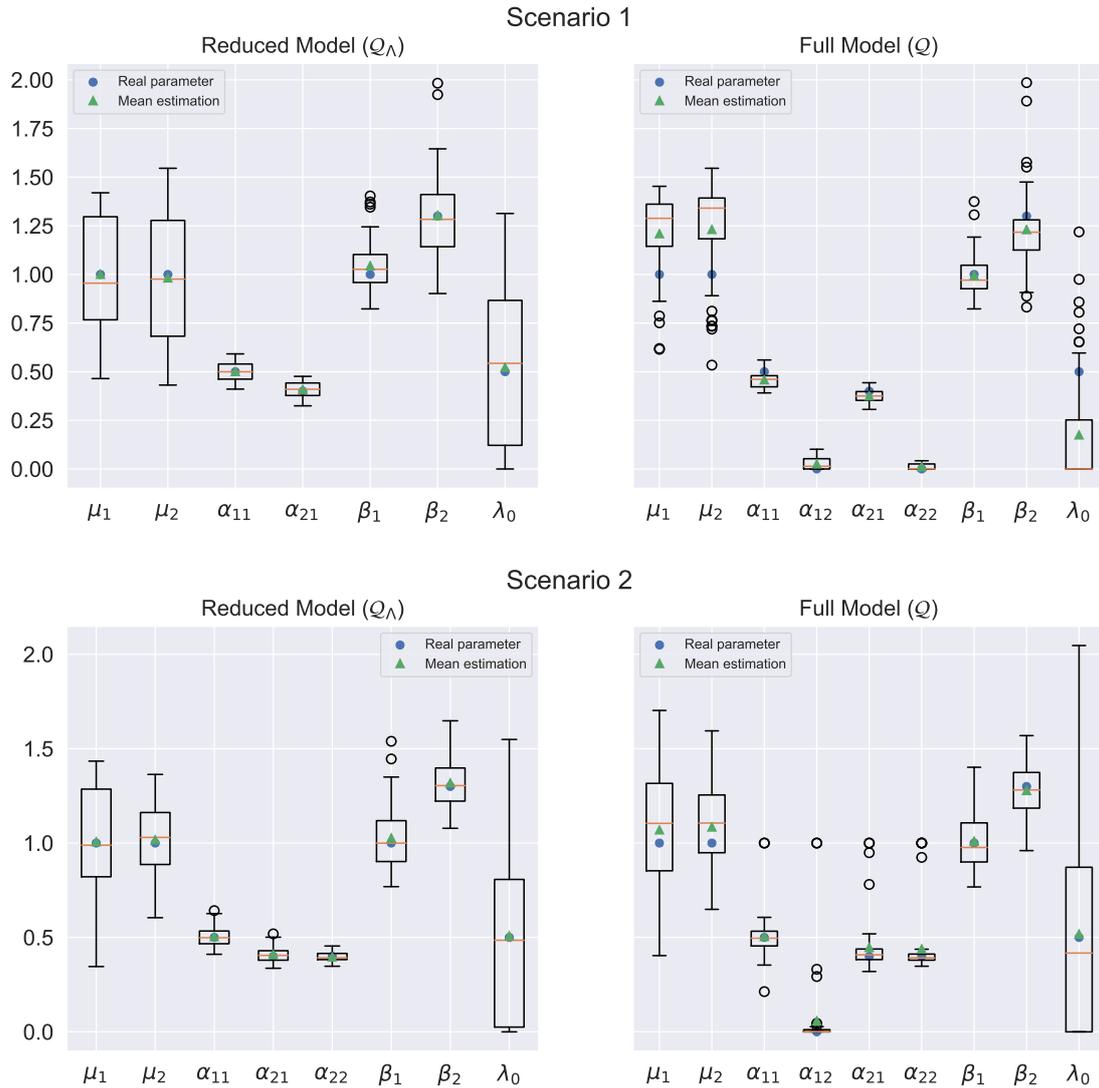 Scenario 1
Reduced Model (𝒬_Λ)
Full Model (𝒬)
Real parameter
Mean estimation
Real parameter
Mean estimation
2.00
1.75
1.50
1.25
1.00
0.75
0.50
0.25
0.00
μ₁ μ₂ α₁₁ α₂₁ β₁ β₂ λ₀
μ₁ μ₂ α₁₁ α₁₂ α₂₁ α₂₂ β₁ β₂ λ₀
Scenario 2
Reduced Model (𝒬_Λ)
Full Model (𝒬)
Real parameter
Mean estimation
Real parameter
Mean estimation
2.0
1.5
1.0
0.5
0.0
μ₁ μ₂ α₁₁ α₂₁ α₂₂ β₁ β₂ λ₀
μ₁ μ₂ α₁₁ α₁₂ α₂₁ α₂₂ β₁ β₂ λ₀